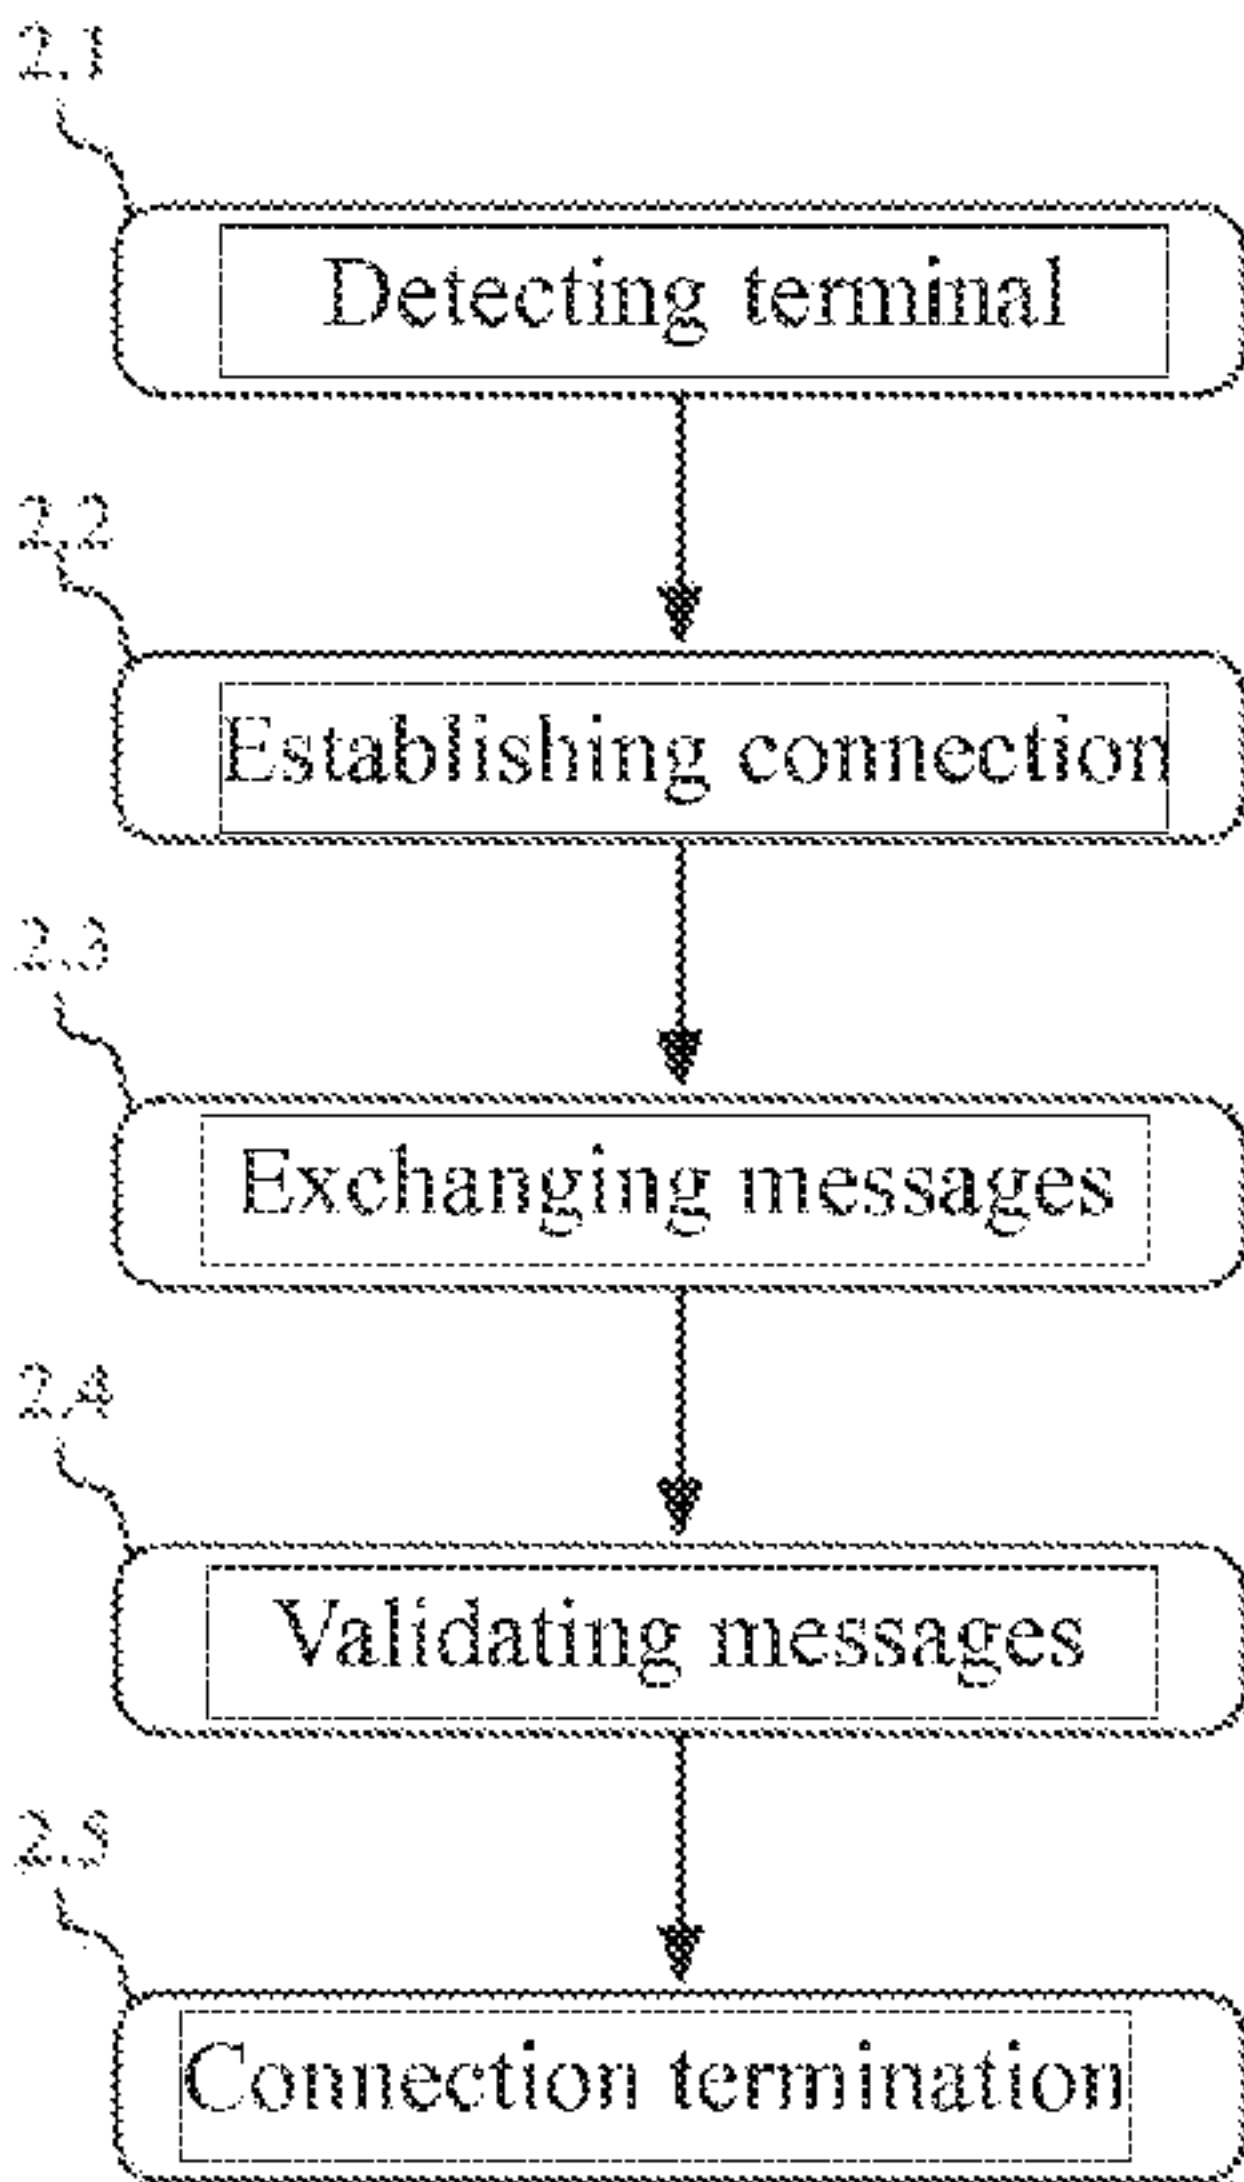 2.1
Detecting terminal
2.2
Establishing connection
2.3
Exchanging messages
2.4
Validating messages
2.5
Connection termination